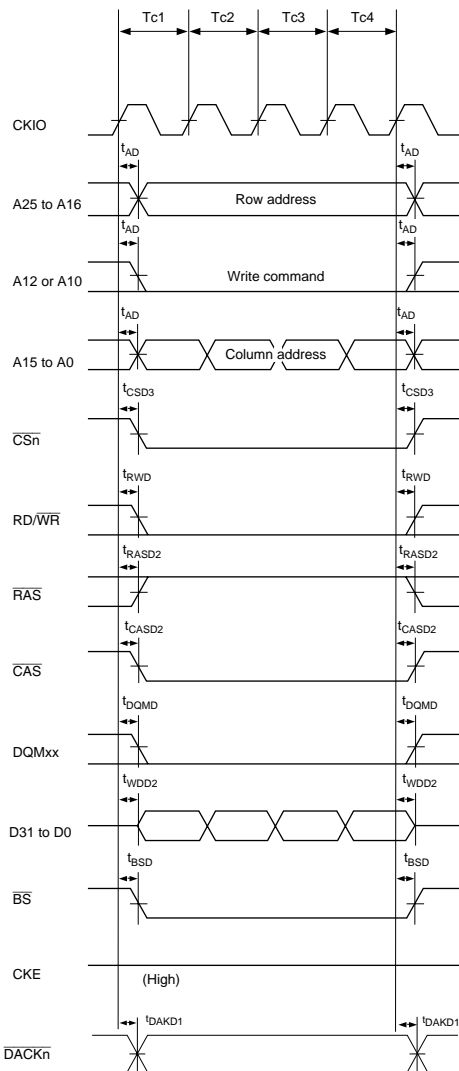 Tc1 Tc2 Tc3 Tc4
CKIO
tAD tAD
A25 to A16 Row address
tAD tAD
A12 or A10 Write command
tAD tAD
A15 to A0 Column address
tCSD3 tCSD3
CSn
tRWD tRWD
RD/WR
tRASD2 tRASD2
RAS
tCASD2 tCASD2
CAS
tDQMD tDQMD
DQMxx
tWDD2 tWDD2
D31 to D0
tBSD tBSD
BS
CKE (High)
tDAKD1 tDAKD1
DACKn